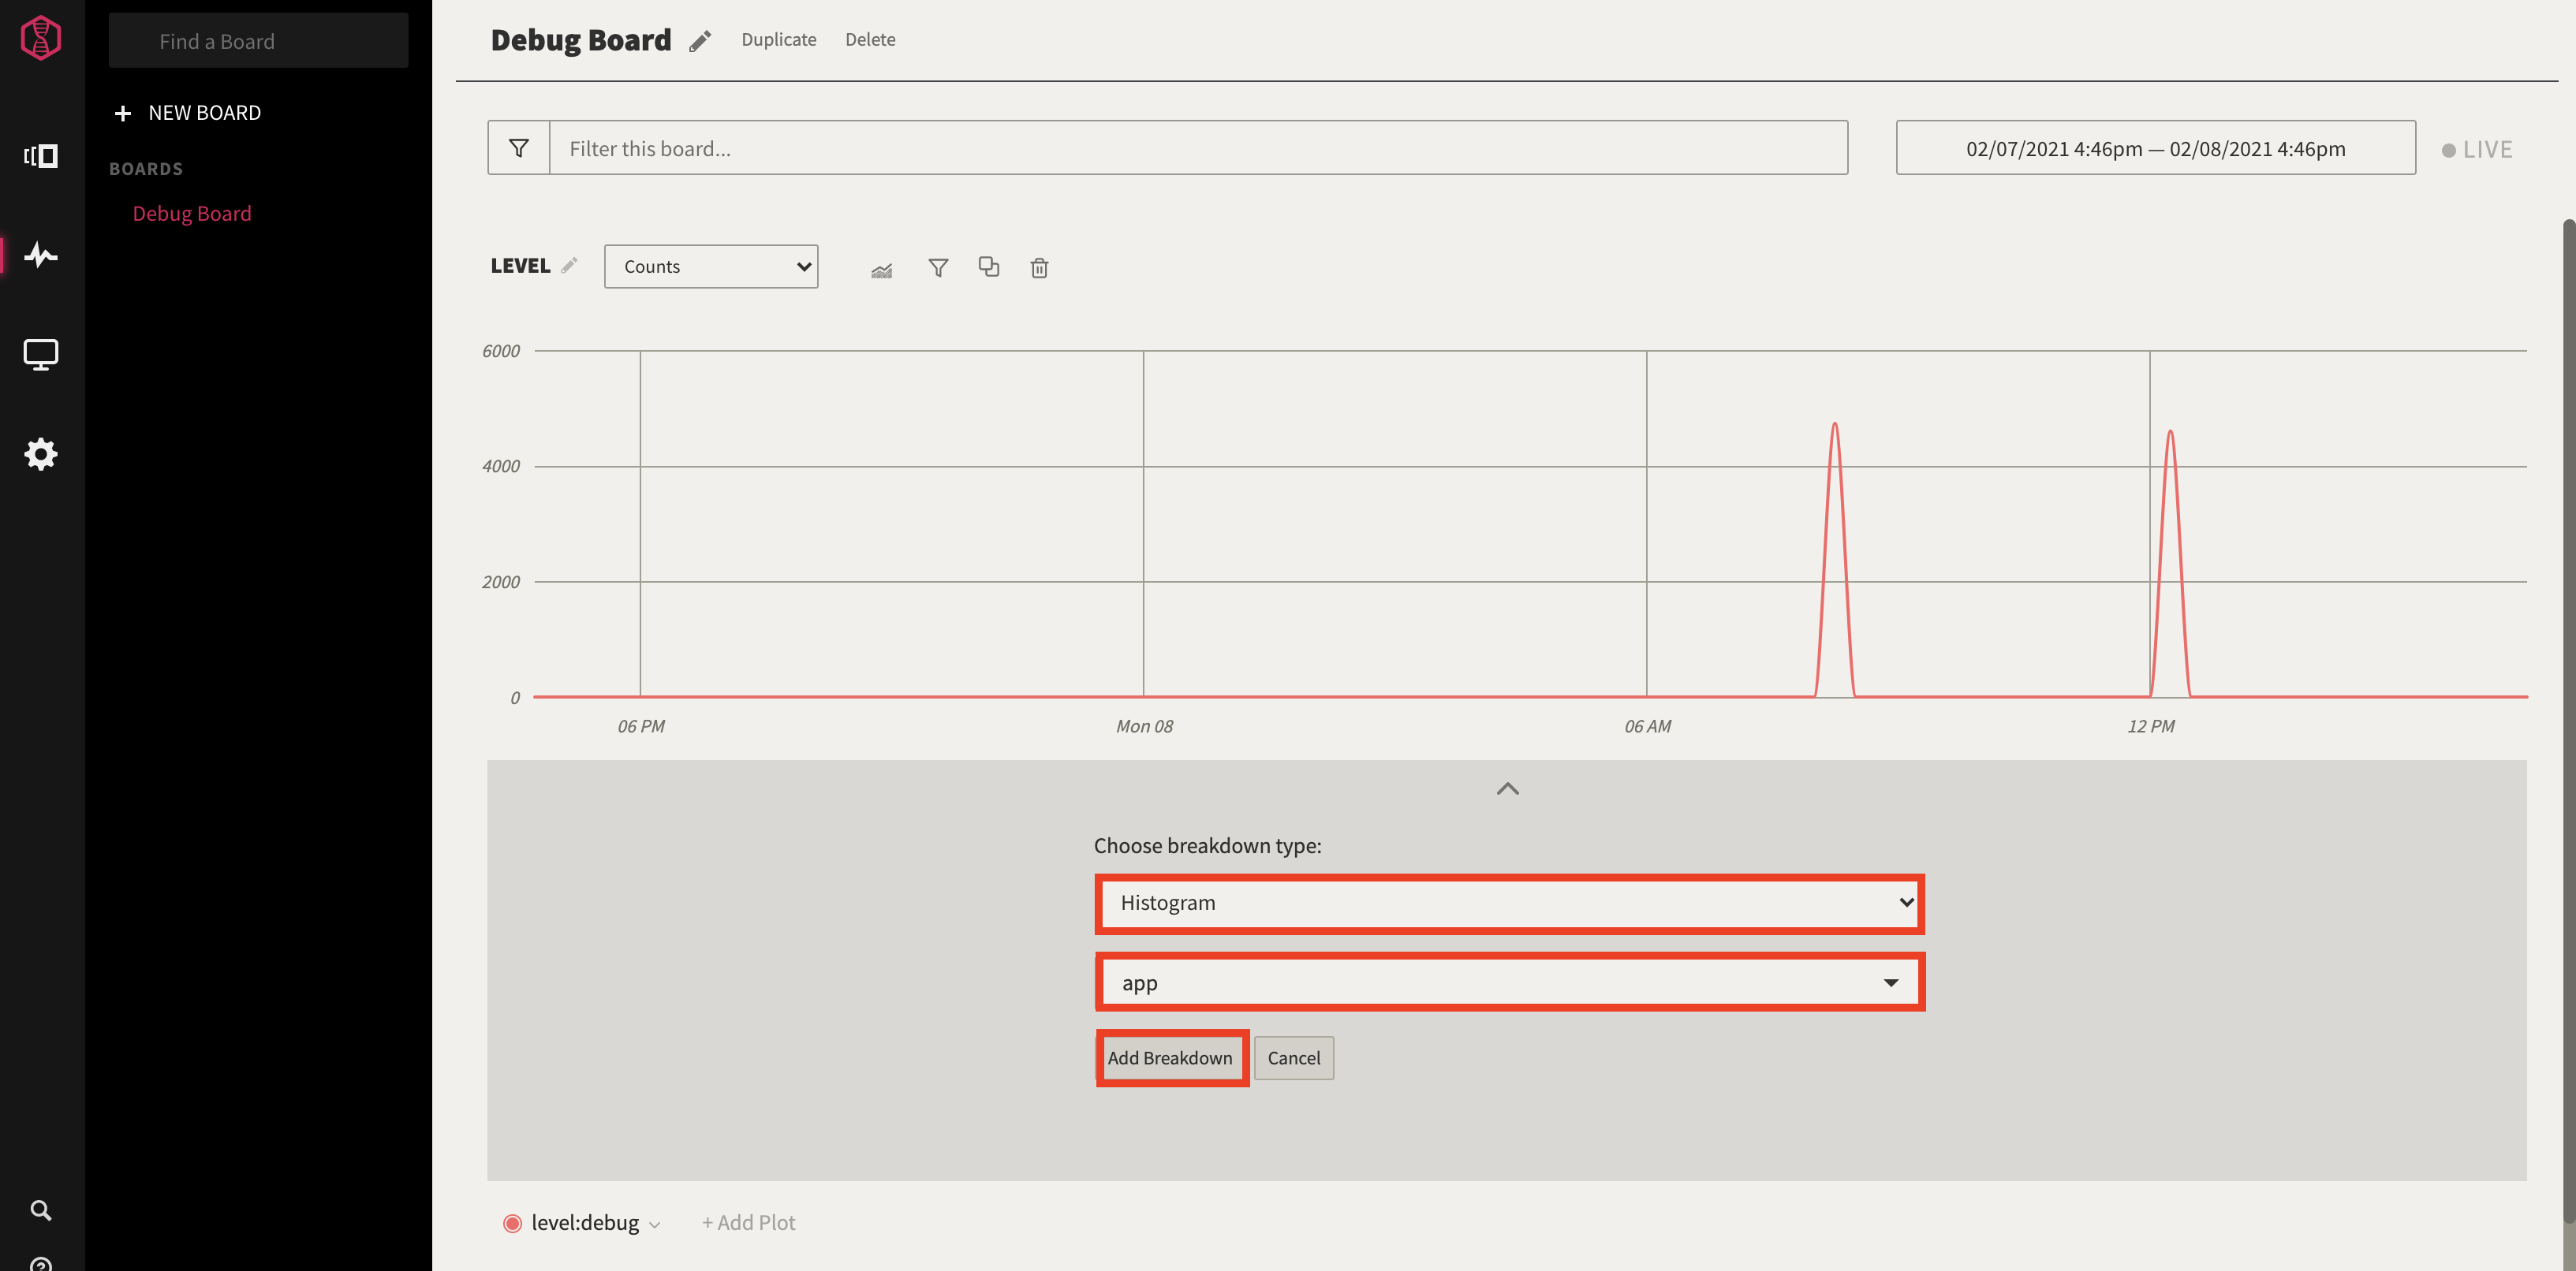 Find a Board
+ NEW BOARD
BOARDS
Debug Board
Debug Board
Duplicate
Delete
Filter this board...
02/07/2021 4:46pm — 02/08/2021 4:46pm
LIVE
LEVEL
Counts
6000
4000
2000
0
06 PM
Mon 08
06 AM
12 PM
Choose breakdown type:
Histogram
app
Add Breakdown
Cancel
level:debug
+ Add Plot